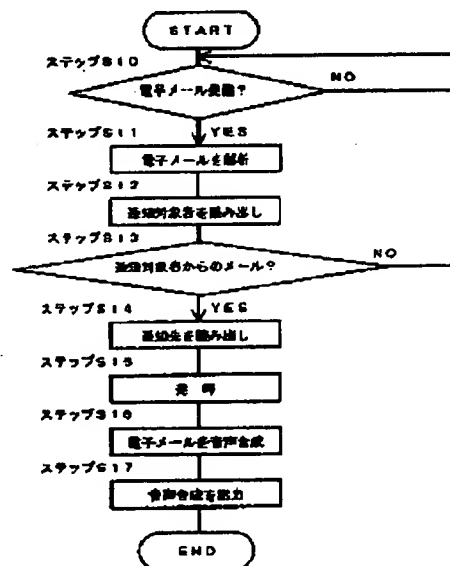 START
ステップS10
電子メール受信?
NO
ステップS11
YES
電子メールを解析
ステップS12
通知対象者を読み出し
ステップS13
通知対象者からのメール?
NO
ステップS14
YES
通知先を読み出し
ステップS15
発呼
ステップS16
電子メールを音声合成
ステップS17
音声合成を出力
END